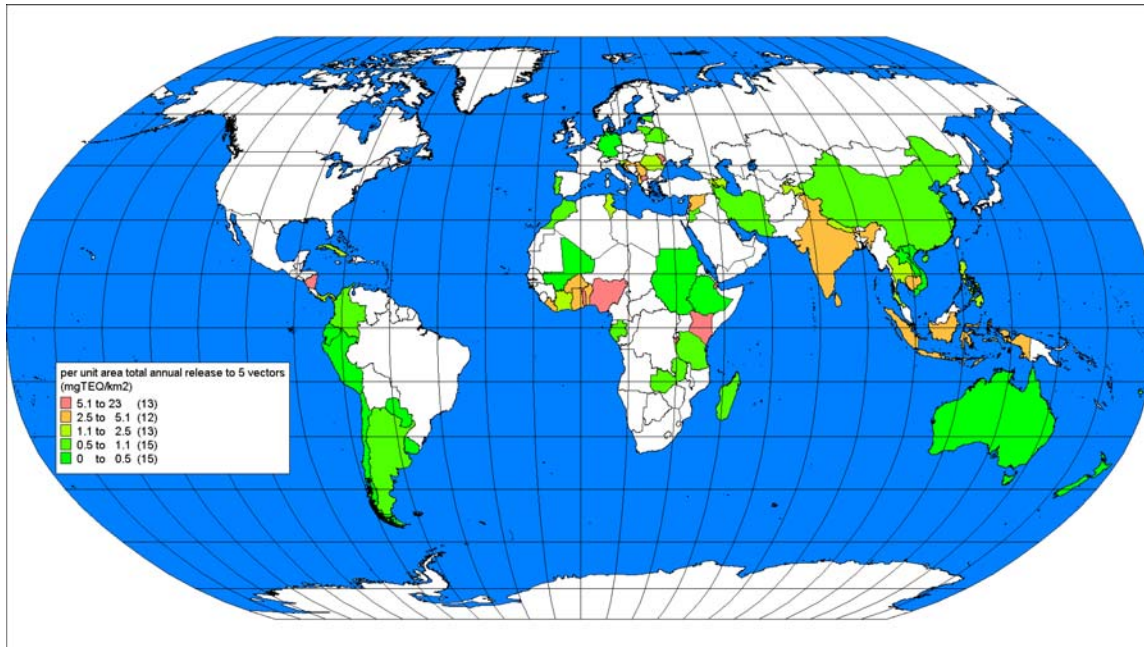 per unit area total annual release to 5 vectors
(mgTEQ/km2)
5.1 to 23 (13)
2.5 to 5.1 (12)
1.1 to 2.5 (13)
0.5 to 1.1 (15)
0 to 0.5 (15)